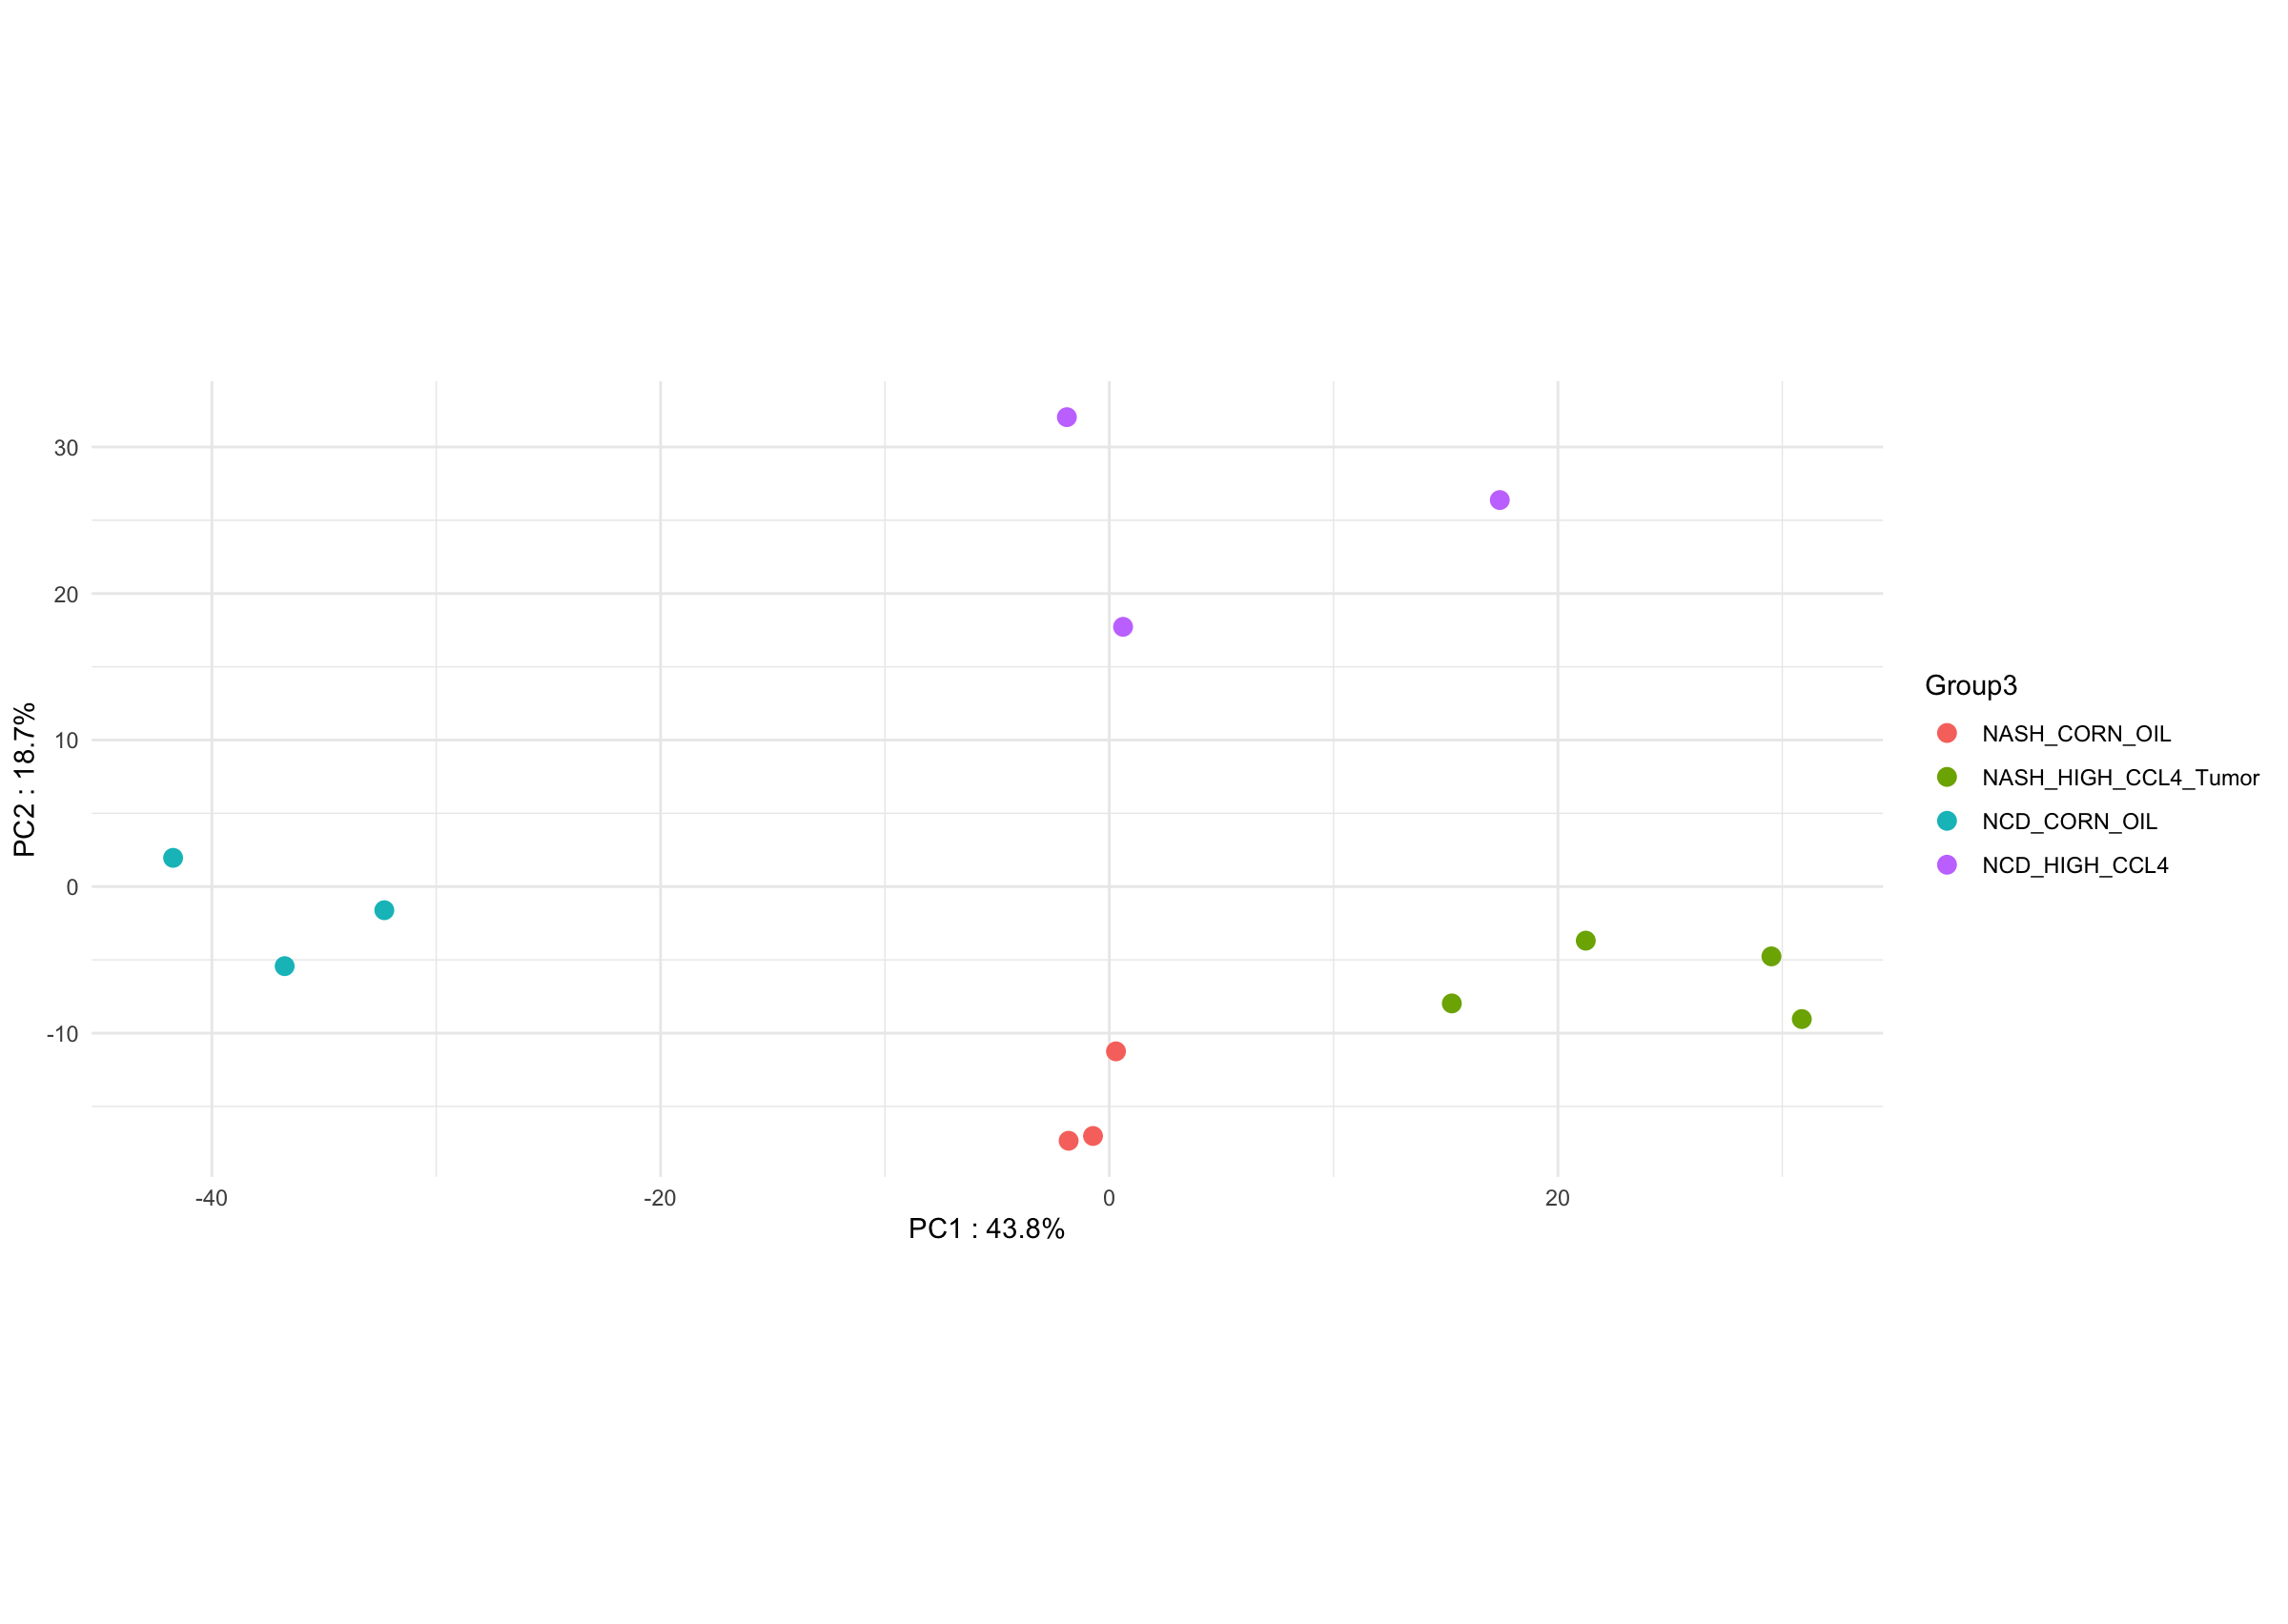 30
20
10
0
-10
PC2 : 18.7%
-40
-20
0
20
PC1 : 43.8%
Group3
NASH_CORN_OIL
NASH_HIGH_CCL4_Tumor
NCD_CORN_OIL
NCD_HIGH_CCL4